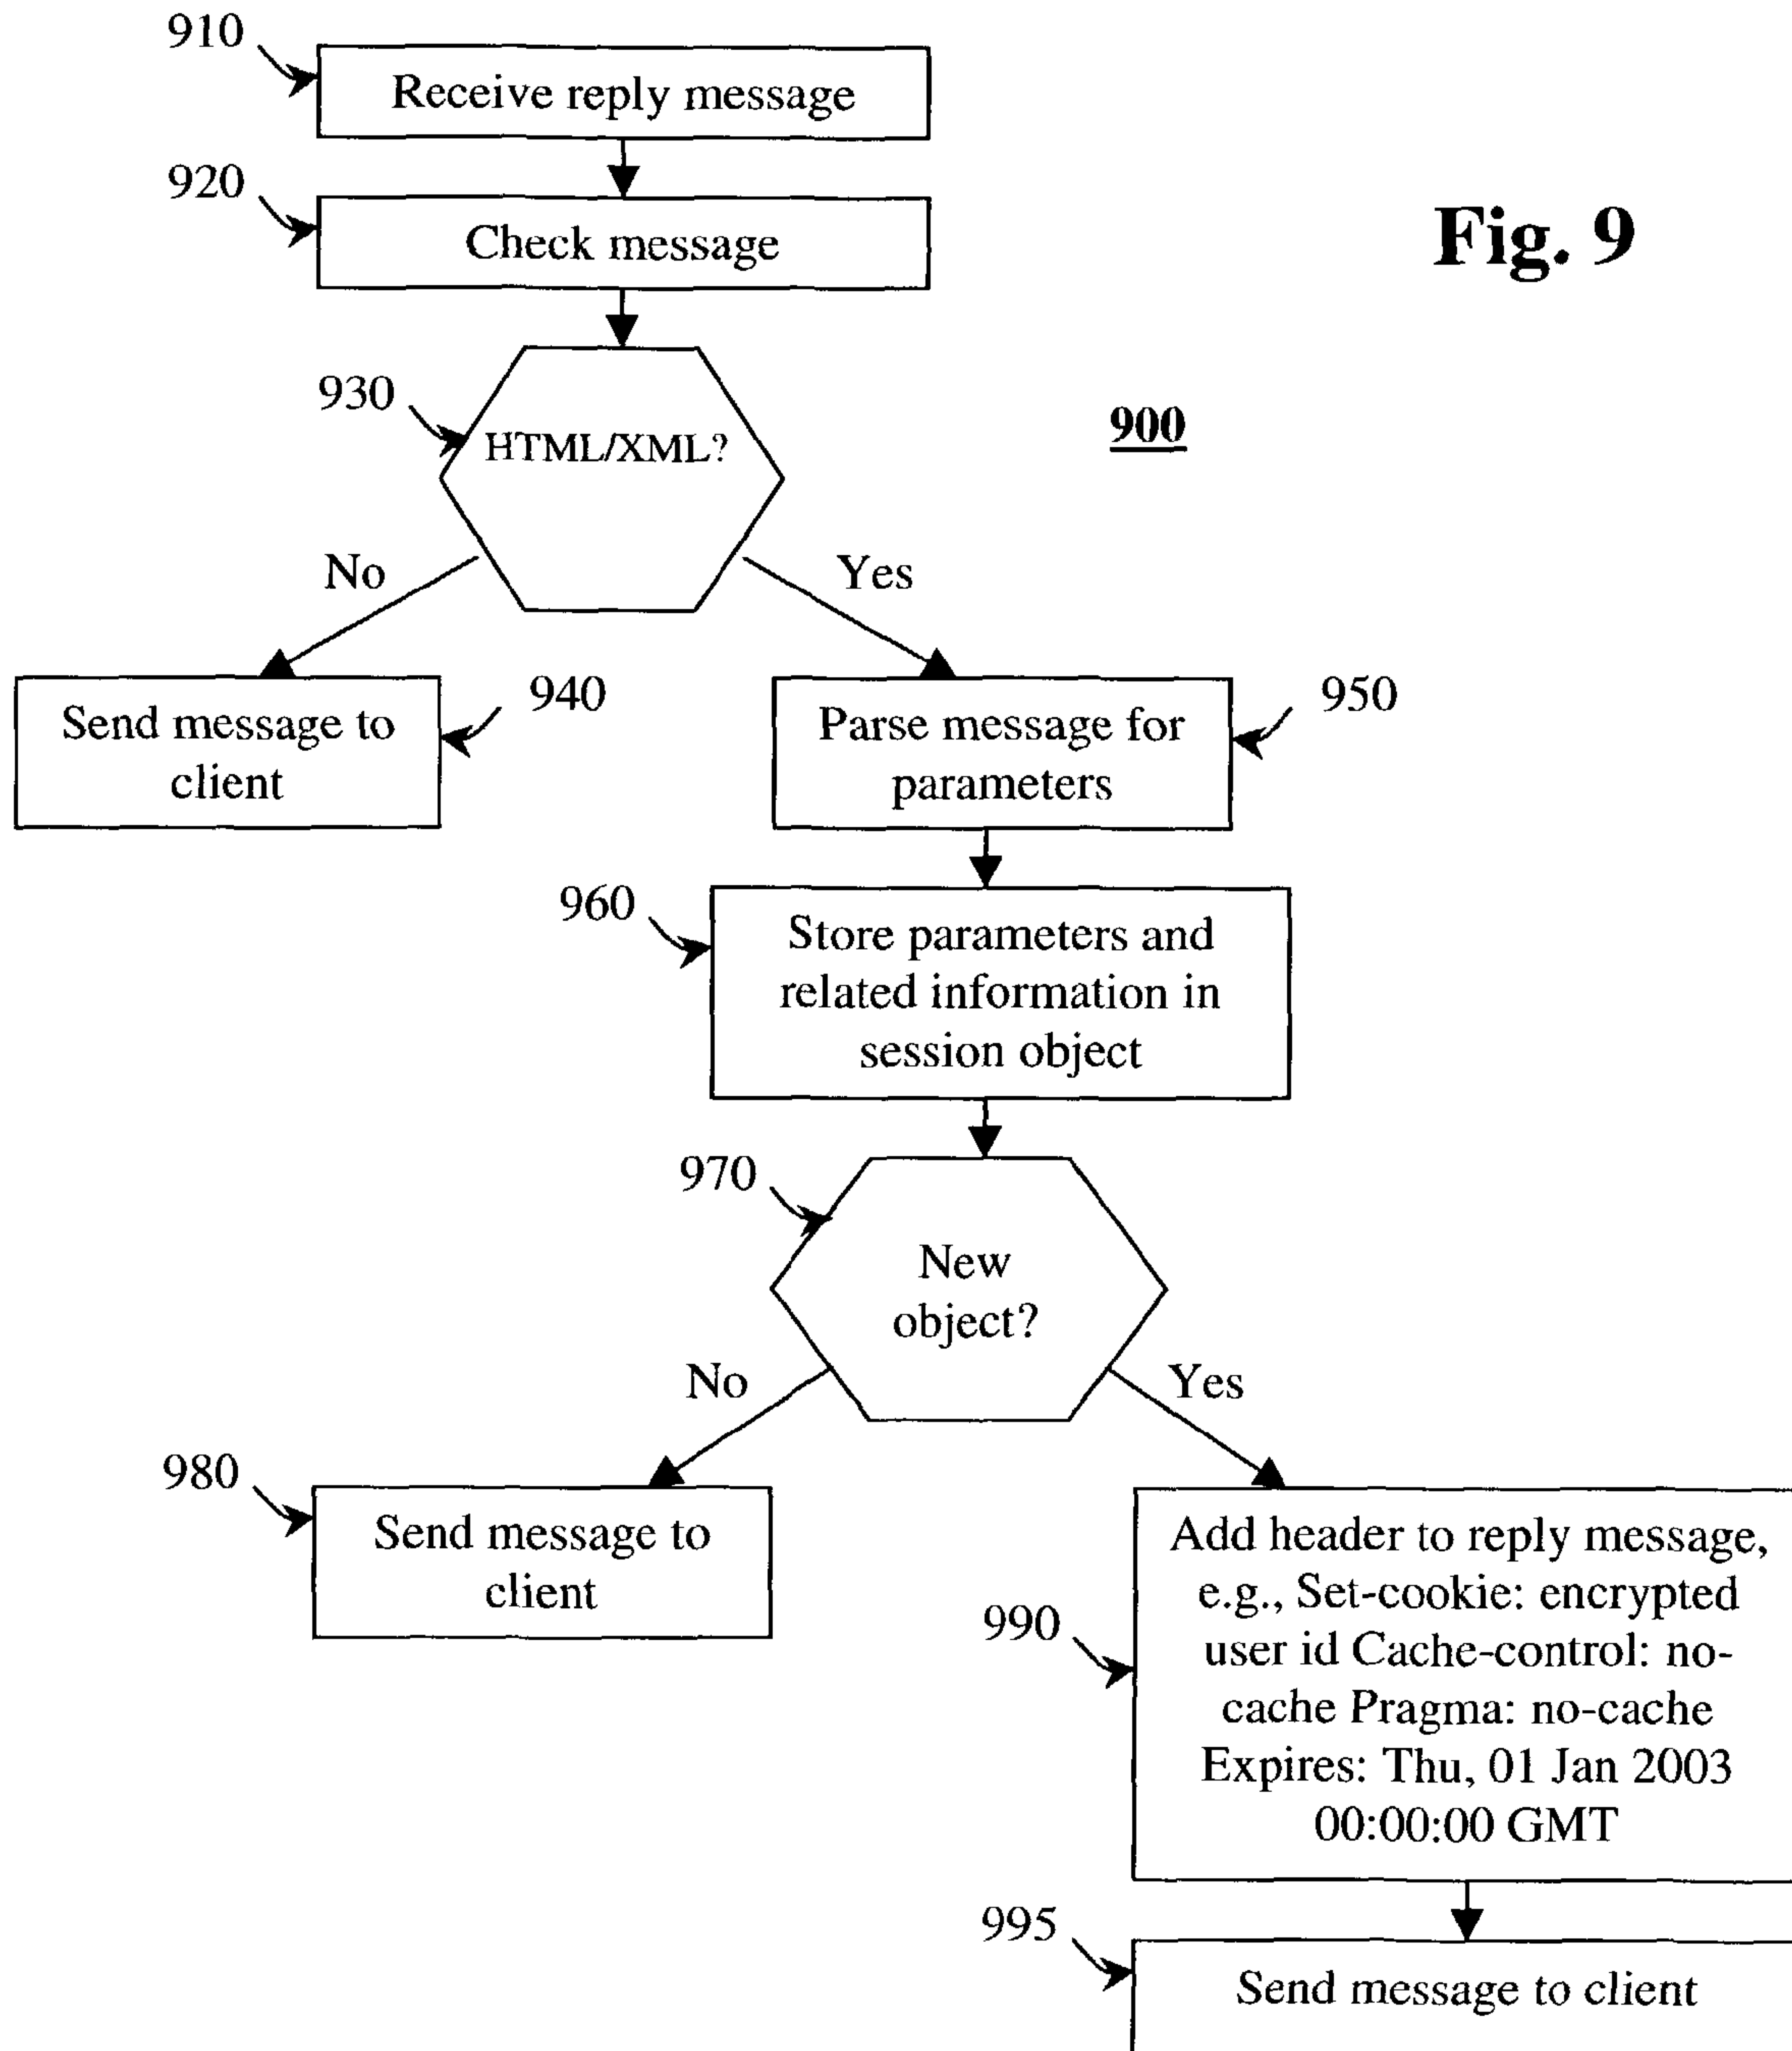 910
Receive reply message
920
Check message
Fig. 9
930
HTML/XML?
900
No
Yes
Send message to
client
940
Parse message for
parameters
950
960
Store parameters and
related information in
session object
970
New
object?
No
Yes
980
Send message to
client
990
Add header to reply message,
e.g., Set-cookie: encrypted
user id Cache-control: no-
cache Pragma: no-cache
Expires: Thu, 01 Jan 2003
00:00:00 GMT
995
Send message to client